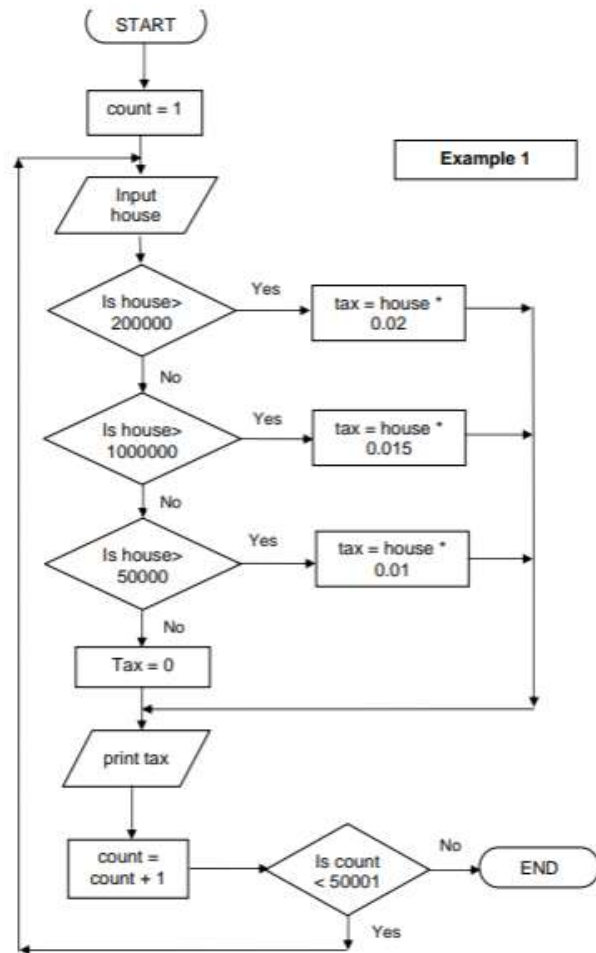 START
count = 1
Example 1
Input
house
Is house>
200000
Yes
tax = house *
0.02
No
Is house>
1000000
Yes
tax = house *
0.015
No
Is house>
50000
Yes
tax = house *
0.01
No
Tax = 0
print tax
count =
count + 1
Is count
< 50001
No
END
Yes